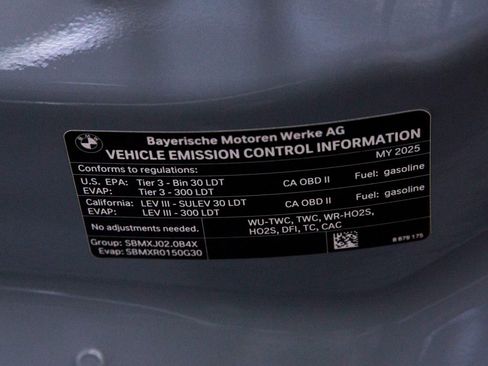 BMW
Bayerische Motoren Werke AG
VEHICLE EMISSION CONTROL INFORMATION
Conforms to regulations: MY 2025
U.S. EPA: Tier 3 - Bin 30 LDT CA OBD II Fuel: gasoline
EVAP: Tier 3 - 300 LDT
California: LEV III - SULEV 30 LDT CA OBD II Fuel: gasoline
EVAP: LEV III - 300 LDT
No adjustments needed. WU-TWC, TWC, WR-HO2S,
HO2S, DFI, TC, CAC
Group: SBMXJ02.0B4X
Evap: SBMXR0150G30